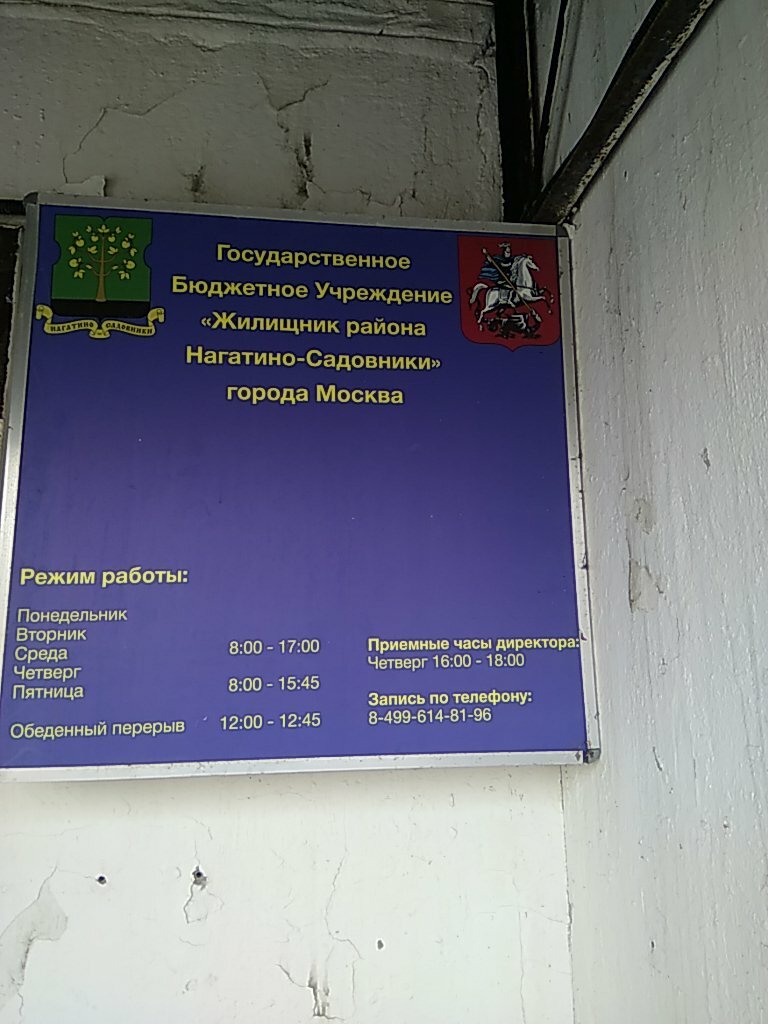 Государственное
Бюджетное Учреждение
«Жилищник района
Нагатино-Садовники»
города Москва
НАГАТИНО САДОВНИКИ
Режим работы:
Понедельник
Вторник
Среда 8:00 - 17:00
Четверг
Пятница 8:00 - 15:45
Обеденный перерыв 12:00 - 12:45
Приемные часы директора:
Четверг 16:00 - 18:00
Запись по телефону:
8-499-614-81-96